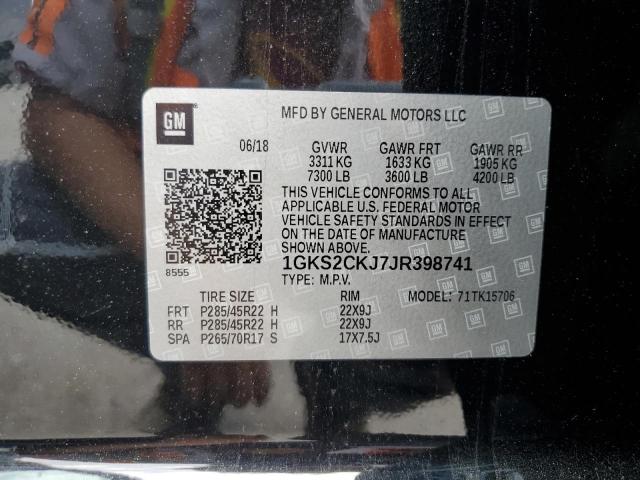 GM
MFD BY GENERAL MOTORS LLC
06/18 GVWR GAWR FRT GAWR RR
3311 KG 1633 KG 1905 KG
7300 LB 3600 LB 4200 LB
THIS VEHICLE CONFORMS TO ALL
APPLICABLE U.S. FEDERAL MOTOR
VEHICLE SAFETY STANDARDS IN EFFECT
ON THE DATE OF MANUFACTURE
SHOWN ABOVE.
8555
1GKS2CKJ7JR398741
TYPE: M.P.V. MODEL: 71TK15706
TIRE SIZE RIM
FRT P285/45R22 H 22X9J
RR P285/45R22 H 22X9J
SPA P265/70R17 S 17X7.5J